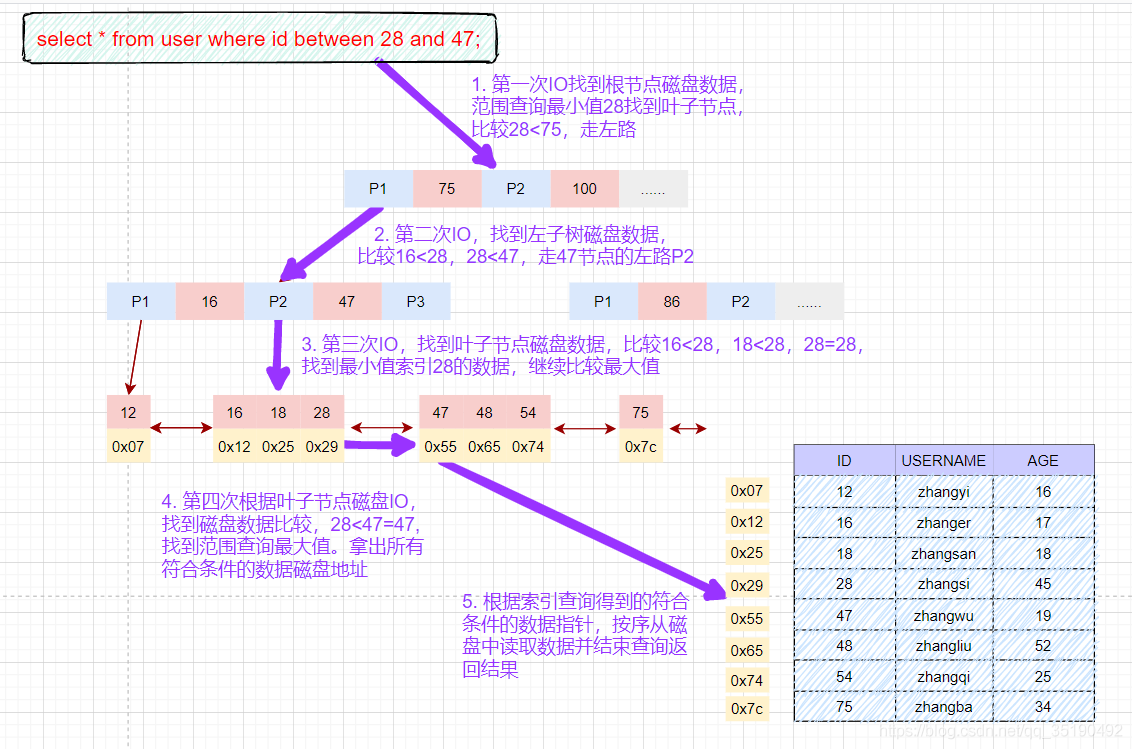 select * from user where id between 28 and 47;
1. 第一次IO找到根节点磁盘数据，
范围查询最小值28找到叶子节点，
比较28<75，走左路
P1 75 P2 100 ......
2. 第二次IO，找到左子树磁盘数据，
比较16<28，28<47，走47节点的左路P2
P1 16 P2 47 P3
P1 86 P2 ......
3. 第三次IO，找到叶子节点磁盘数据，比较16<28，18<28，28=28，
找到最小值索引28的数据，继续比较最大值
12 16 18 28 47 48 54 75
0x07 0x12 0x25 0x29 0x55 0x65 0x74 0x7c
4. 第四次根据叶子节点磁盘IO，
找到磁盘数据比较，28<47=47，
找到范围查询最大值。拿出所有
符合条件的数据磁盘地址
5. 根据索引查询得到的符合
条件的数据指针，按序从磁
盘中读取数据并结束查询返
回结果
ID USERNAME AGE
0x07 12 zhangyi 16
0x12 16 zhanger 17
0x25 18 zhangsan 18
0x29 28 zhangsi 45
0x55 47 zhangwu 19
0x65 48 zhangliu 52
0x74 54 zhangqi 25
0x7c 75 zhangba 34
https://blog.csdn.net/qq_35190492